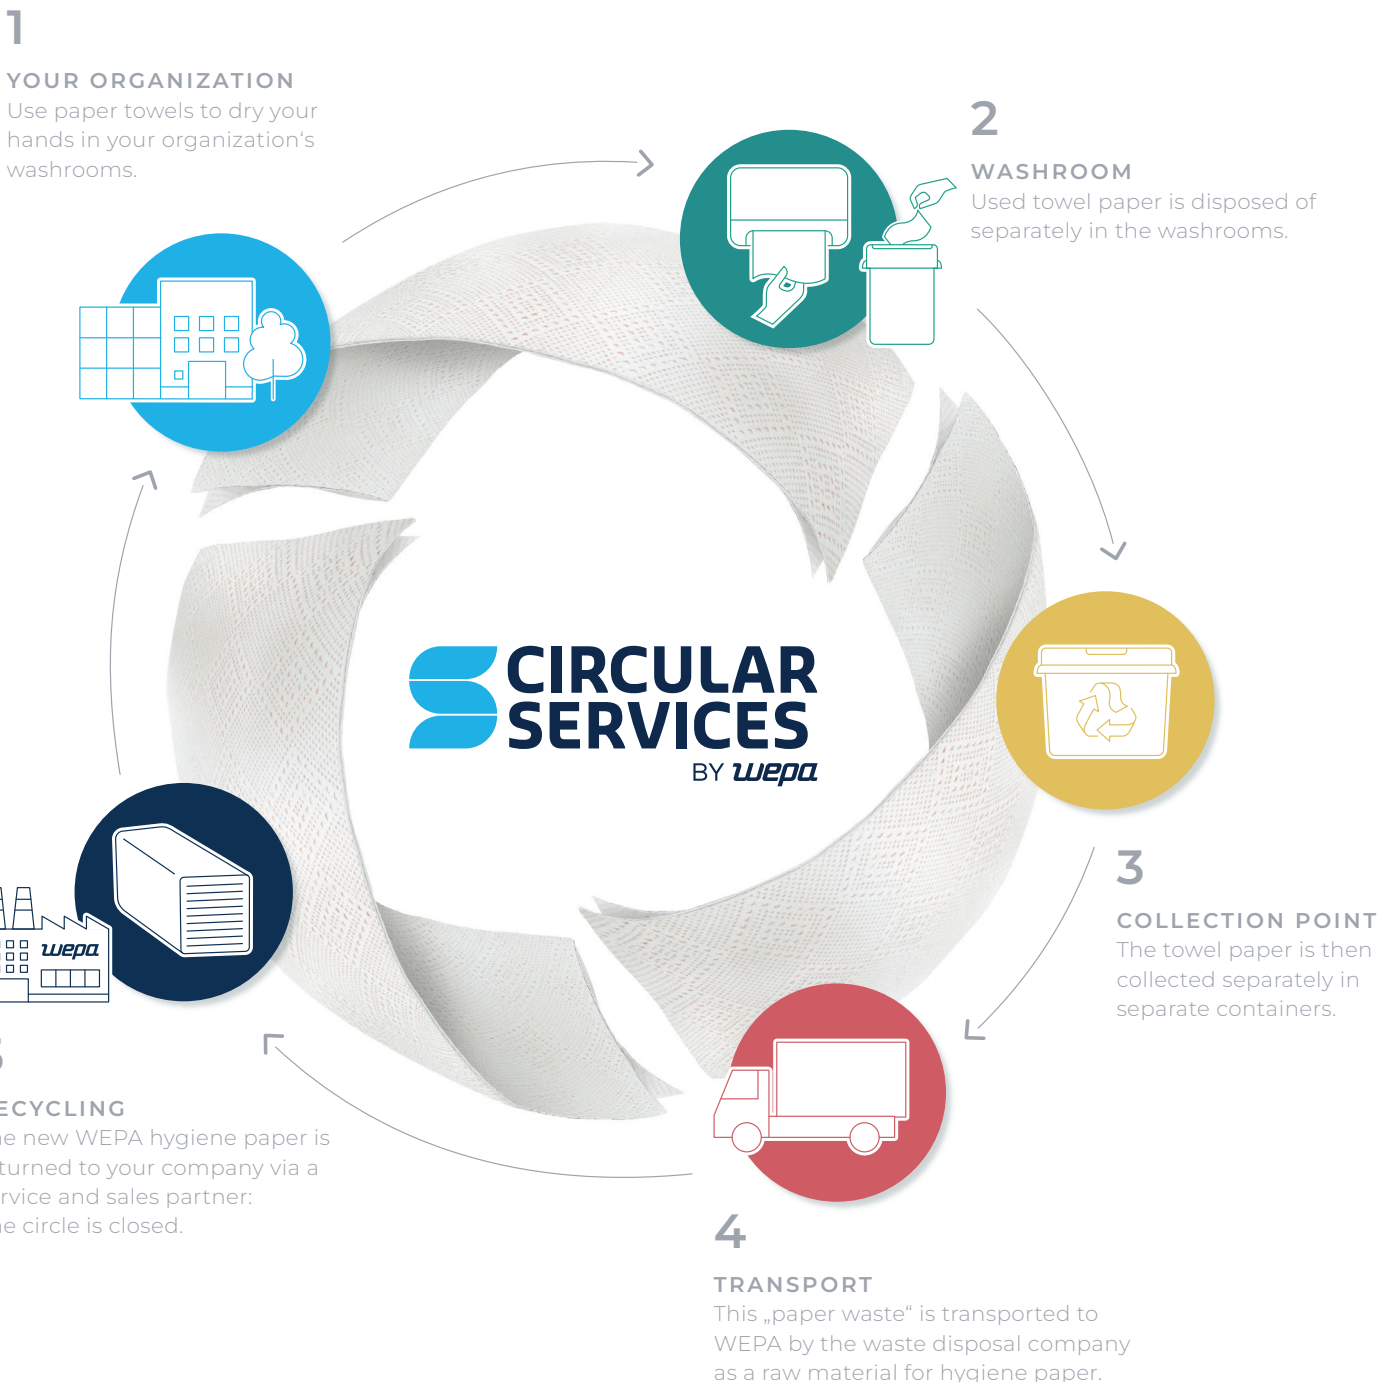 1
YOUR ORGANIZATION
Use paper towels to dry your
hands in your organization‘s
washrooms.
2
WASHROOM
Used towel paper is disposed of
separately in the washrooms.
CIRCULAR
SERVICES
BY wepa
3
COLLECTION POINT
The towel paper is then
collected separately in
separate containers.
wepa
ECYCLING
new WEPA hygiene paper is
turned to your company via a
rvice and sales partner:
circle is closed.
4
TRANSPORT
This „paper waste“ is transported to
WEPA by the waste disposal company
as a raw material for hygiene paper.